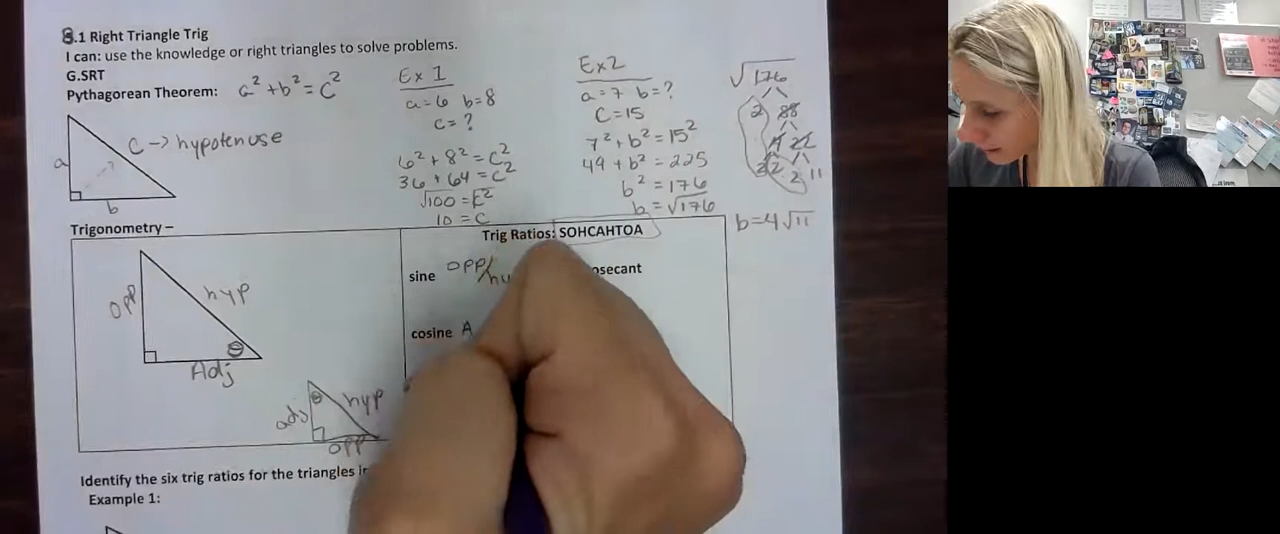 8.1 Right Triangle Trig
I can: use the knowledge or right triangles to solve problems.
G.SRT
Pythagorean Theorem: a² + b² = c²
a
b
C → hypotenuse
Ex 1
a = 6 b = 8
c = ?
6² + 8² = c²
36 + 64 = c²
√100 = √c²
10 = c
Ex 2
a = 7 b = ?
c = 15
7² + b² = 15²
49 + b² = 225
b² = 176
b = √176
√176
2 88
4 22
2 2 2 11
b = 4√11
Trigonometry –
opp
hyp
θ
Adj
adj
θ
hyp
opp
Trig Ratios: SOHCAHTOA
sine opp/
cosine A
Identify the six trig ratios for the triangles
Example 1: